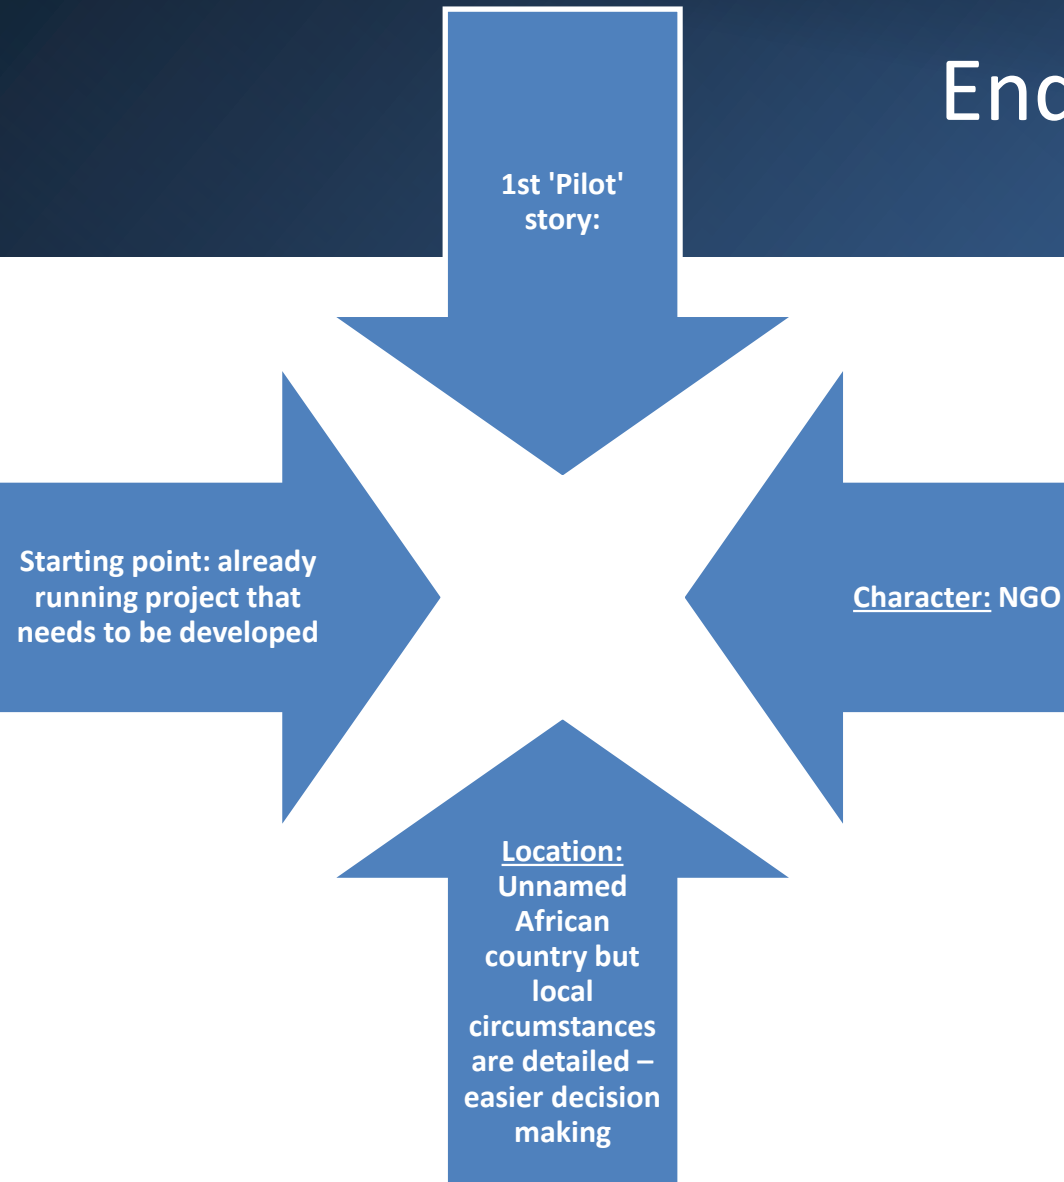 1st 'Pilot'
story:
Starting point: already
running project that
needs to be developed
Character: NGO
Location:
Unnamed
African
country but
local
circumstances
are detailed –
easier decision
making